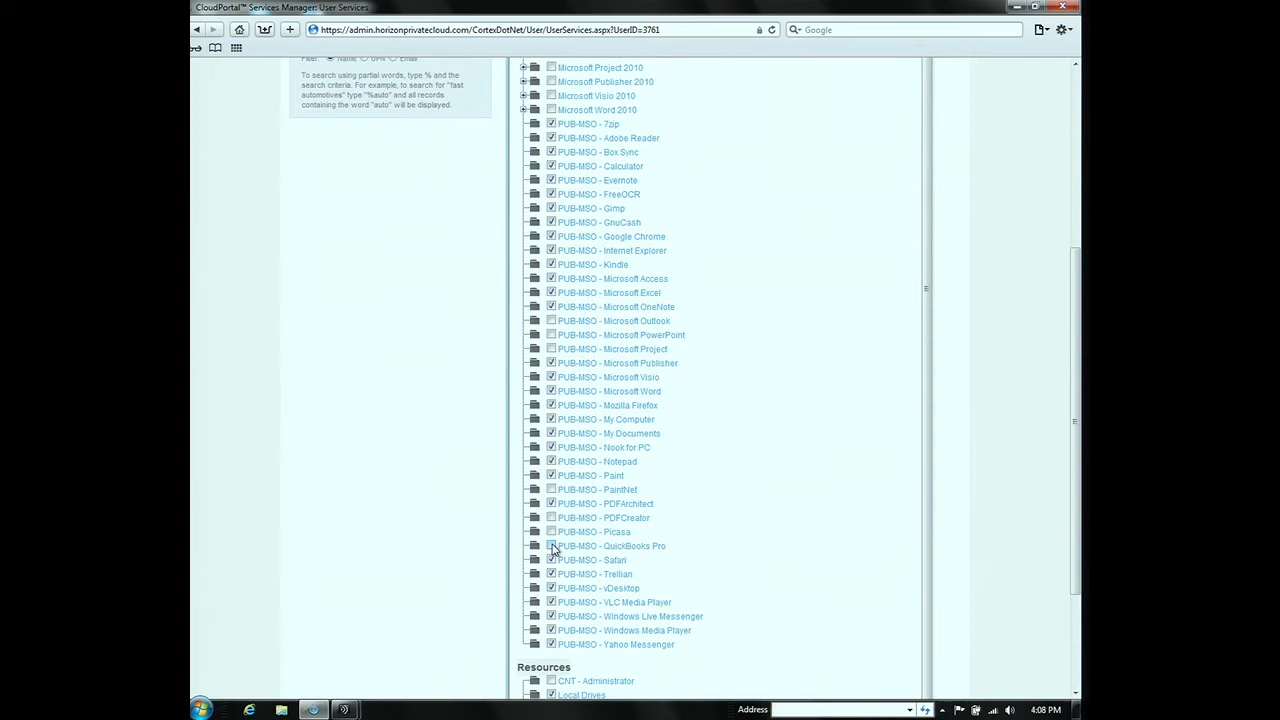 CloudPortal™ Services Manager: User Services
https://admin.horizonprivatecloud.com/CortexDotNet/User/UserServices.aspx?UserID=3761
Google
Filter: Name UPN Email
To search using partial words, type % and the
search criteria. For example, to search for "fast
automotives" type "%auto" and all records
containing the word "auto" will be displayed.
Microsoft Project 2010
Microsoft Publisher 2010
Microsoft Visio 2010
Microsoft Word 2010
PUB-MSO - 7zip
PUB-MSO - Adobe Reader
PUB-MSO - Box Sync
PUB-MSO - Calculator
PUB-MSO - Evernote
PUB-MSO - FreeOCR
PUB-MSO - Gimp
PUB-MSO - GnuCash
PUB-MSO - Google Chrome
PUB-MSO - Internet Explorer
PUB-MSO - Kindle
PUB-MSO - Microsoft Access
PUB-MSO - Microsoft Excel
PUB-MSO - Microsoft OneNote
PUB-MSO - Microsoft Outlook
PUB-MSO - Microsoft PowerPoint
PUB-MSO - Microsoft Project
PUB-MSO - Microsoft Publisher
PUB-MSO - Microsoft Visio
PUB-MSO - Microsoft Word
PUB-MSO - Mozilla Firefox
PUB-MSO - My Computer
PUB-MSO - My Documents
PUB-MSO - Nook for PC
PUB-MSO - Notepad
PUB-MSO - Paint
PUB-MSO - PaintNet
PUB-MSO - PDFArchitect
PUB-MSO - PDFCreator
PUB-MSO - Picasa
PUB-MSO - QuickBooks Pro
PUB-MSO - Safari
PUB-MSO - Trellian
PUB-MSO - vDesktop
PUB-MSO - VLC Media Player
PUB-MSO - Windows Live Messenger
PUB-MSO - Windows Media Player
PUB-MSO - Yahoo Messenger
Resources
CNT - Administrator
Local Drives
Address
4:08 PM